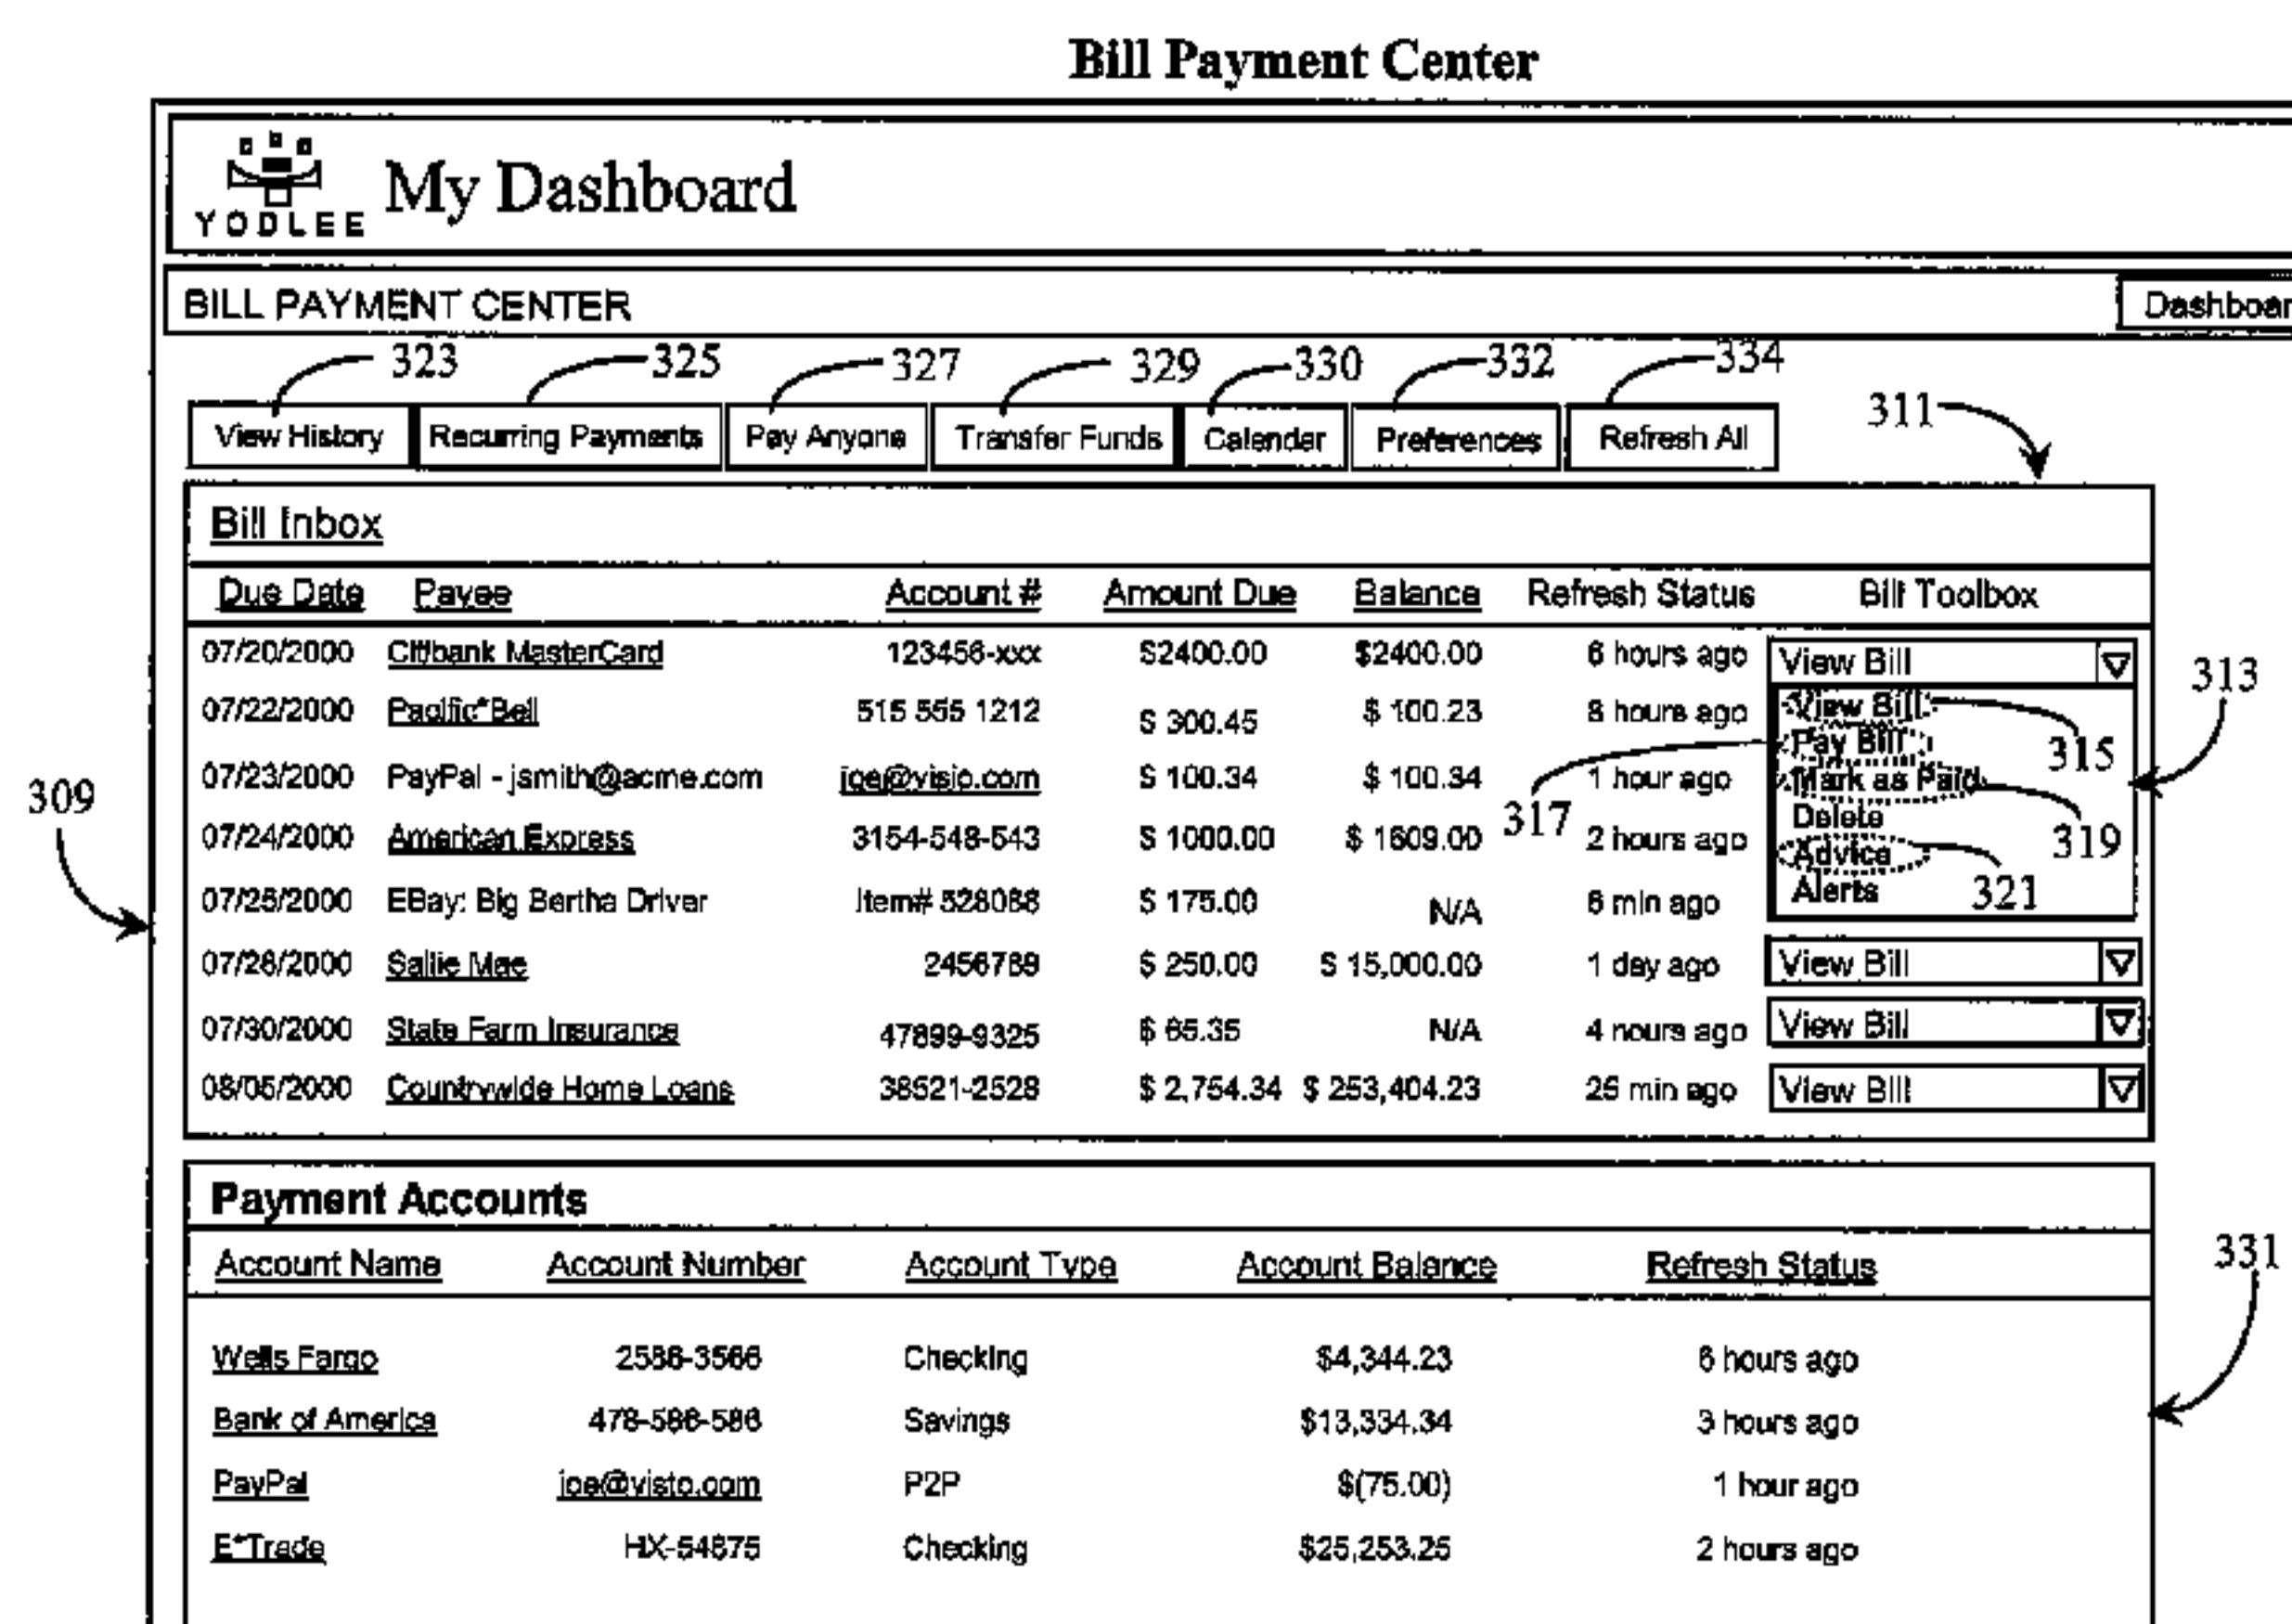 Bill Payment Center
YODLEE My Dashboard
BILL PAYMENT CENTER Dashboar
323 325 327 329 330 332 334
311
View History Recurring Payments Pay Anyone Transfer Funds Calendar Preferences Refresh All
Bill Inbox
Due Date Payee Account # Amount Due Balance Refresh Status Bill Toolbox
07/20/2000 Citibank MasterCard 123456-xxx $2400.00 $2400.00 6 hours ago View Bill
07/22/2000 Pacific*Bell 515 555 1212 $ 300.45 $ 100.23 8 hours ago View Bill
313
Pay Bill 315
07/23/2000 PayPal - jsmith@acme.com joe@visio.com $ 100.34 $ 100.34 1 hour ago Mark as Paid
309
317 Delete
07/24/2000 American Express 3154-548-543 $ 1000.00 $ 1609.00 2 hours ago Advice 319
07/25/2000 EBay: Big Bertha Driver Item# 528088 $ 175.00 N/A 6 min ago Alerts 321
07/26/2000 Sallie Mae 2456789 $ 250.00 $ 15,000.00 1 day ago View Bill
07/30/2000 State Farm Insurance 47899-9325 $ 65.35 N/A 4 hours ago View Bill
08/05/2000 Countrywide Home Loans 38521-2528 $ 2,754.34 $ 253,404.23 25 min ago View Bill
Payment Accounts
Account Name Account Number Account Type Account Balance Refresh Status
331
Wells Fargo 2586-3566 Checking $4,344.23 6 hours ago
Bank of America 478-586-586 Savings $13,334.34 3 hours ago
PayPal joe@visto.com P2P $(75.00) 1 hour ago
E*Trade HX-54875 Checking $25,253.25 2 hours ago